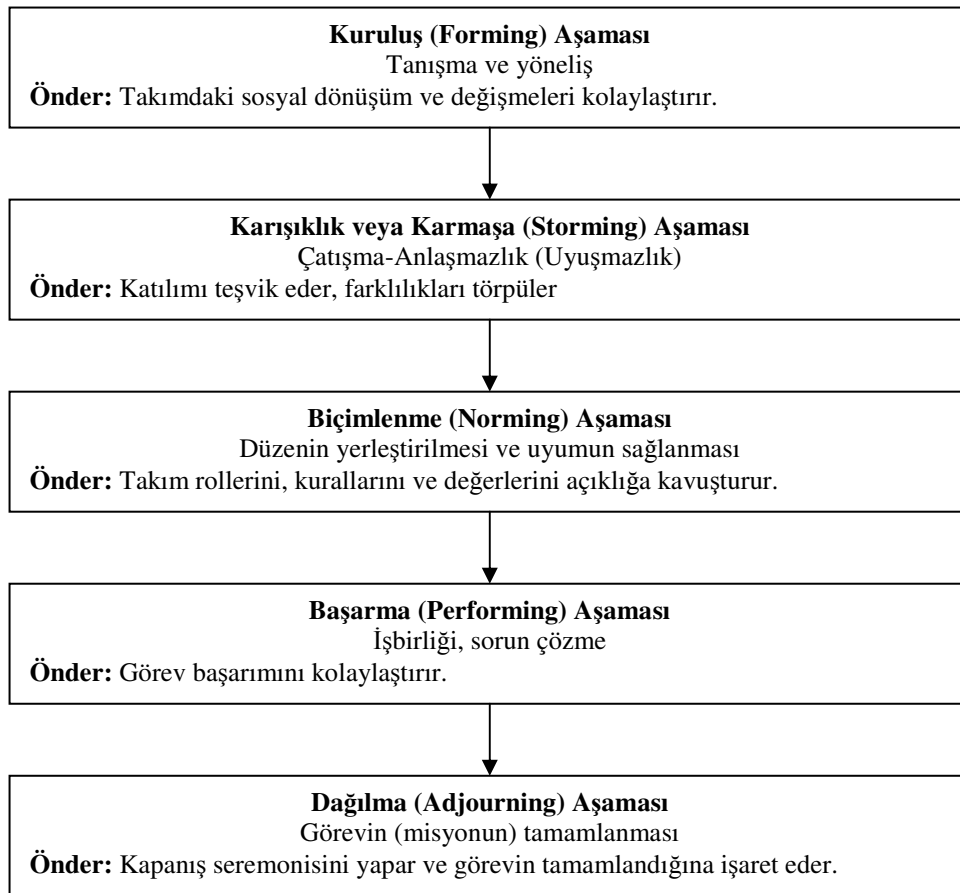 Kuruluş (Forming) Aşaması
Tanışma ve yöneliş
Önder: Takımdaki sosyal dönüşüm ve değişmeleri kolaylaştırır.
Karışıklık veya Karmaşa (Storming) Aşaması
Çatışma-Anlaşmazlık (Uyuşmazlık)
Önder: Katılımı teşvik eder, farklılıkları törpüler
Biçimlenme (Norming) Aşaması
Düzenin yerleştirilmesi ve uyumun sağlanması
Önder: Takım rollerini, kurallarını ve değerlerini açıklığa kavuşturur.
Başarma (Performing) Aşaması
İşbirliği, sorun çözme
Önder: Görev başarımını kolaylaştırır.
Dağılma (Adjourning) Aşaması
Görevin (misyonun) tamamlanması
Önder: Kapanış seremonisini yapar ve görevin tamamlandığına işaret eder.